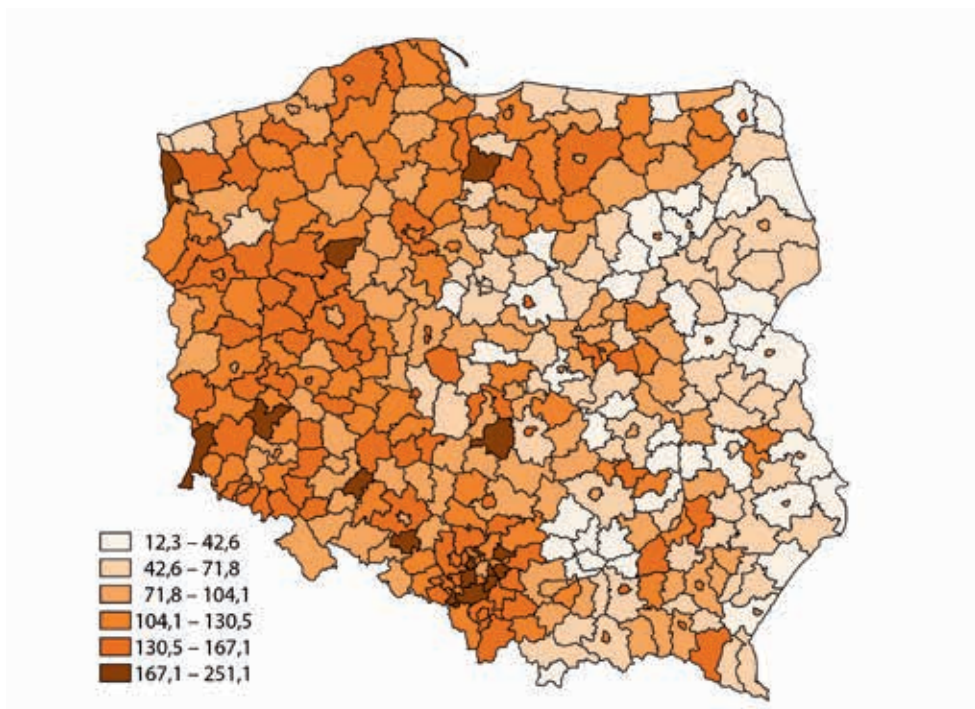 12,3 – 42,6
42,6 – 71,8
71,8 – 104,1
104,1 – 130,5
130,5 – 167,1
167,1 – 251,1